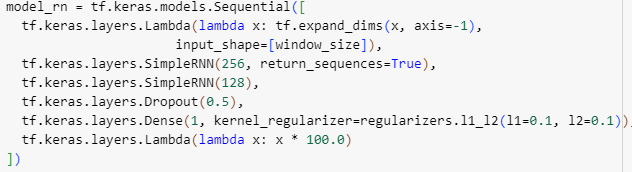 model_rn = tf.keras.models.Sequential([
  tf.keras.layers.Lambda(lambda x: tf.expand_dims(x, axis=-1),
                      input_shape=[window_size]),
  tf.keras.layers.SimpleRNN(256, return_sequences=True),
  tf.keras.layers.SimpleRNN(128),
  tf.keras.layers.Dropout(0.5),
  tf.keras.layers.Dense(1, kernel_regularizer=regularizers.l1_l2(l1=0.1, l2=0.1)),
  tf.keras.layers.Lambda(lambda x: x * 100.0)
])